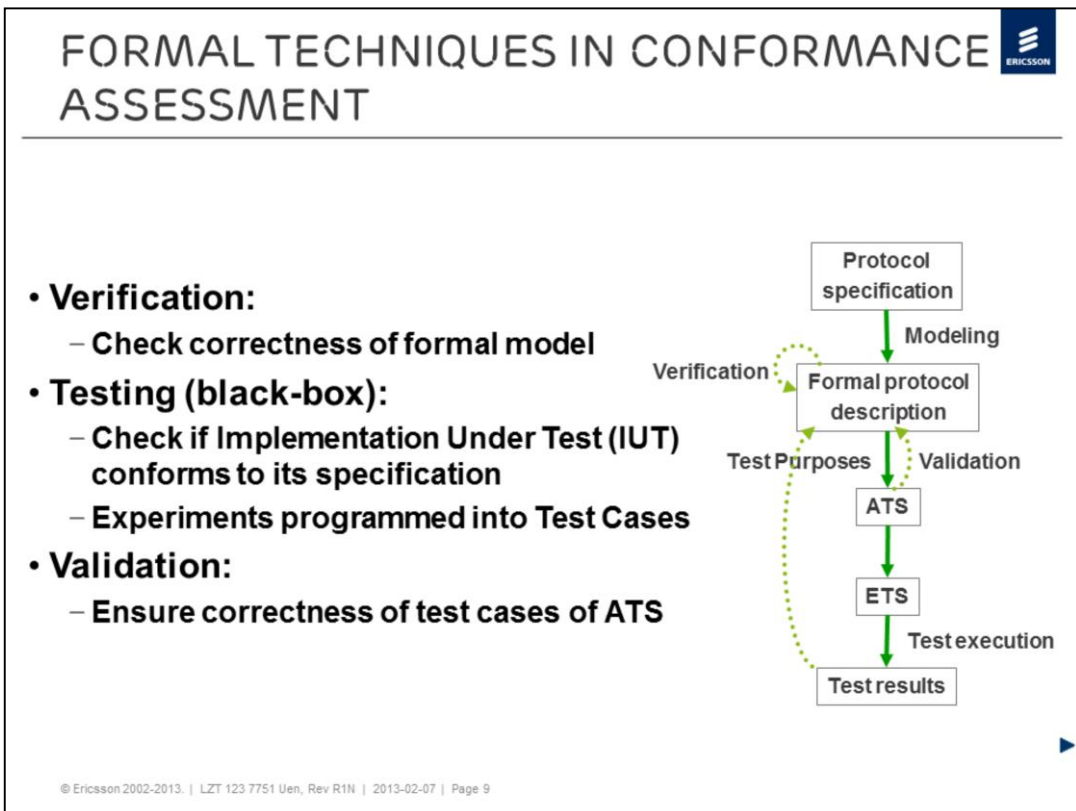 FORMAL TECHNIQUES IN CONFORMANCE
ASSESSMENT
ERICSSON
• Verification:
– Check correctness of formal model
• Testing (black-box):
– Check if Implementation Under Test (IUT)
conforms to its specification
– Experiments programmed into Test Cases
• Validation:
– Ensure correctness of test cases of ATS
Protocol
specification
Modeling
Verification
Formal protocol
description
Test Purposes
Validation
ATS
ETS
Test execution
Test results
© Ericsson 2002-2013. | LZT 123 7751 Uen, Rev R1N | 2013-02-07 | Page 9